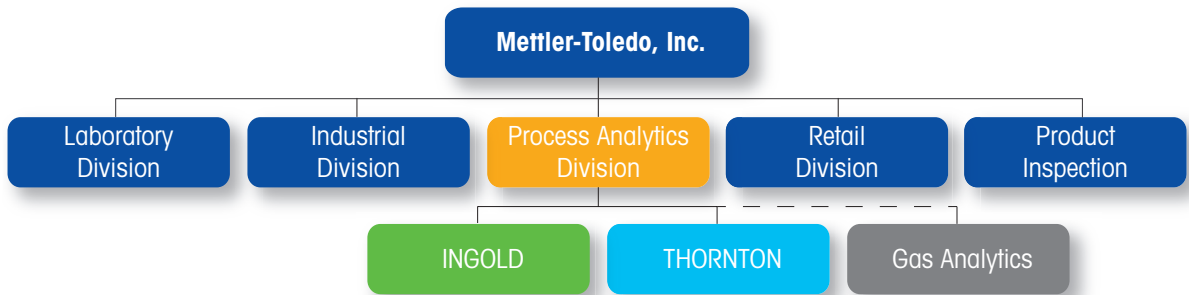 Mettler-Toledo, Inc.
Laboratory
Division
Industrial
Division
Process Analytics
Division
Retail
Division
Product
Inspection
INGOLD
THORNTON
Gas Analytics